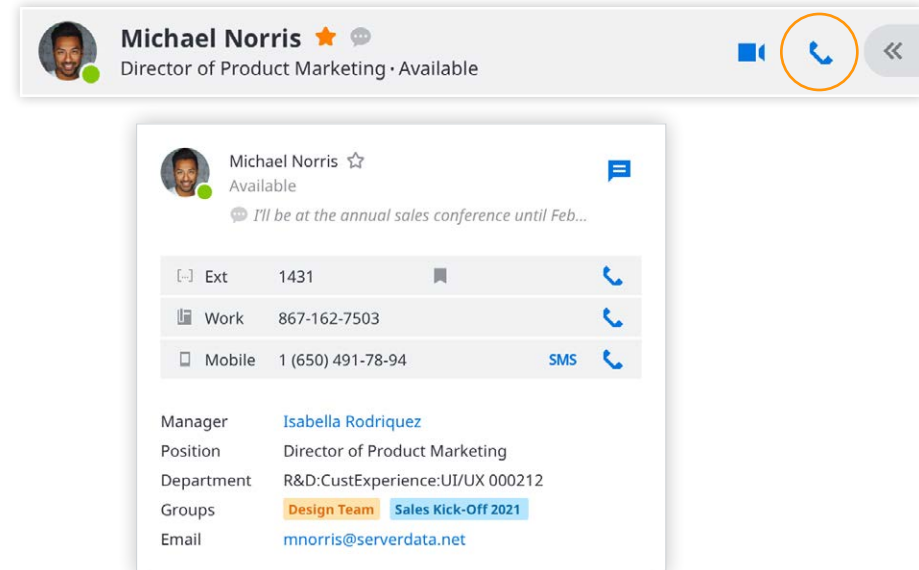 Michael Norris
Director of Product Marketing · Available
Michael Norris
Available
I'll be at the annual sales conference until Feb...
Ext 1431
Work 867-162-7503
Mobile 1 (650) 491-78-94 SMS
Manager Isabella Rodriquez
Position Director of Product Marketing
Department R&D:CustExperience:UI/UX 000212
Groups Design Team Sales Kick-Off 2021
Email mnorris@serverdata.net